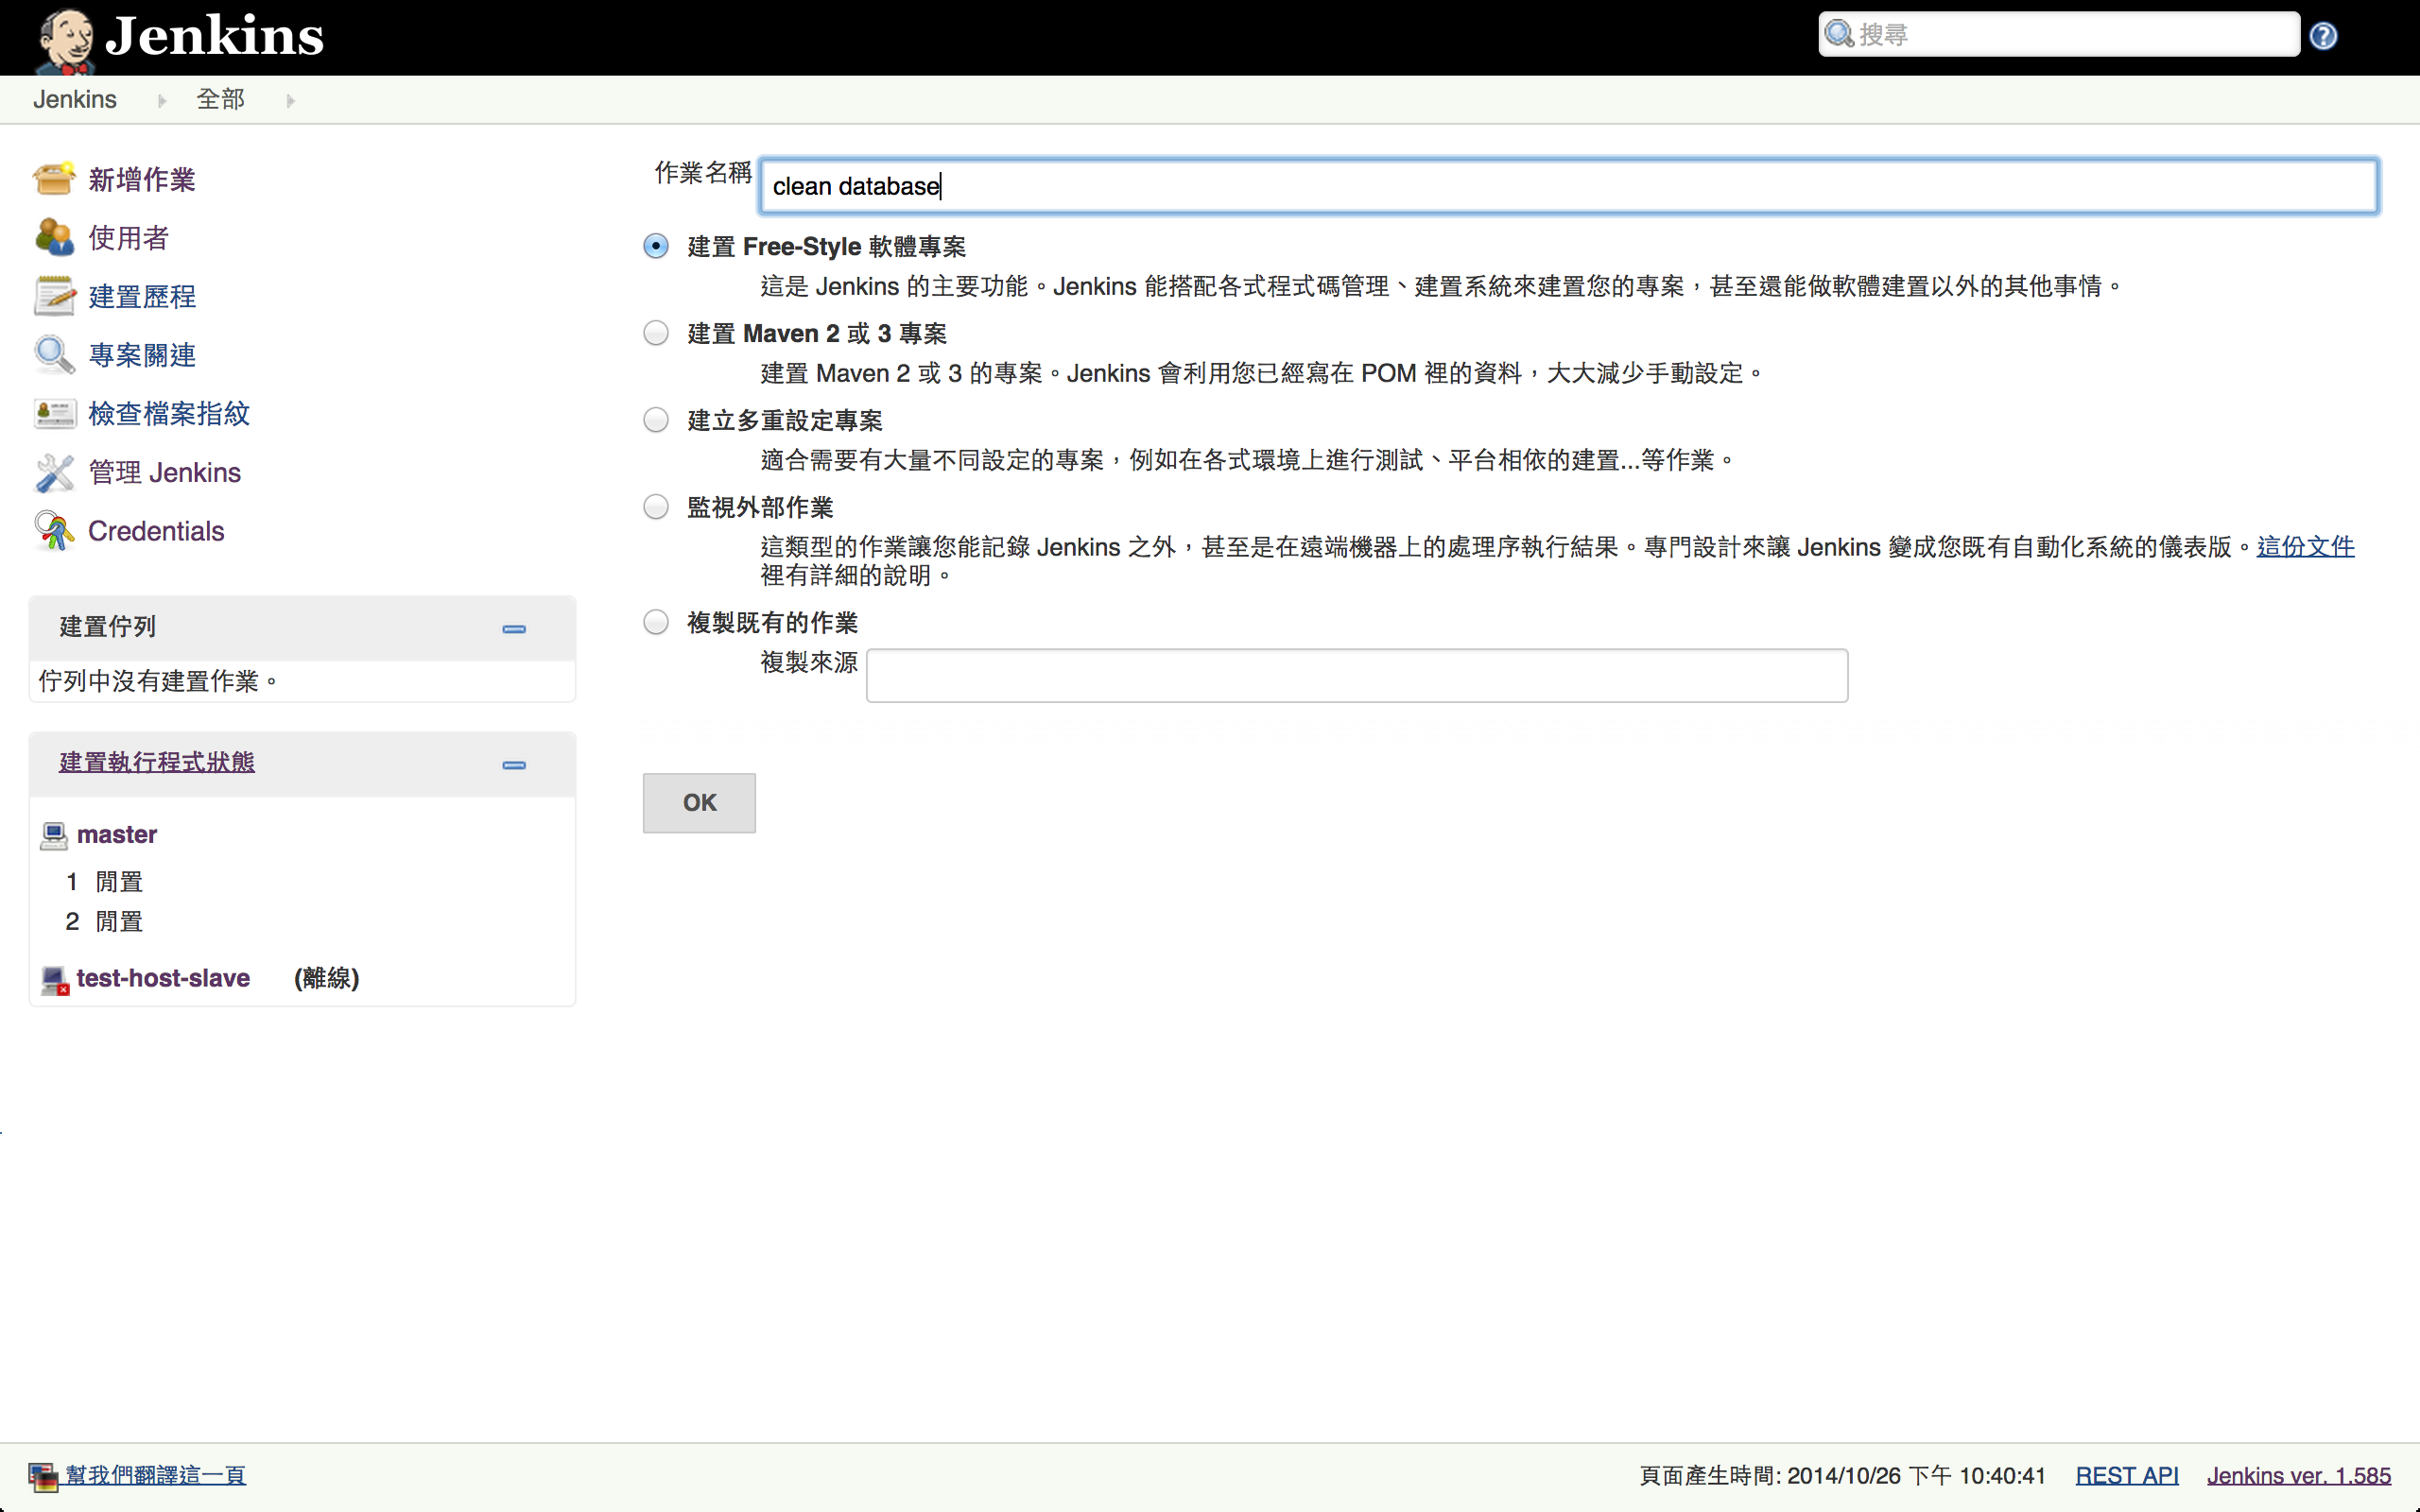 Jenkins
搜尋
Jenkins 全部
新增作業
使用者
建置歷程
專案關連
檢查檔案指紋
管理 Jenkins
Credentials
建置佇列
佇列中沒有建置作業。
建置執行程式狀態
master
1 閒置
2 閒置
test-host-slave (離線)
作業名稱 clean database
建置 Free-Style 軟體專案
這是 Jenkins 的主要功能。Jenkins 能搭配各式程式碼管理、建置系統來建置您的專案，甚至還能做軟體建置以外的其他事情。
建置 Maven 2 或 3 專案
建置 Maven 2 或 3 的專案。Jenkins 會利用您已經寫在 POM 裡的資料，大大減少手動設定。
建立多重設定專案
適合需要有大量不同設定的專案，例如在各式環境上進行測試、平台相依的建置...等作業。
監視外部作業
這類型的作業讓您能記錄 Jenkins 之外，甚至是在遠端機器上的處理序執行結果。專門設計來讓 Jenkins 變成您既有自動化系統的儀表版。這份文件
裡有詳細的說明。
複製既有的作業
複製來源
OK
幫我們翻譯這一頁
頁面產生時間: 2014/10/26 下午 10:40:41 REST API Jenkins ver. 1.585